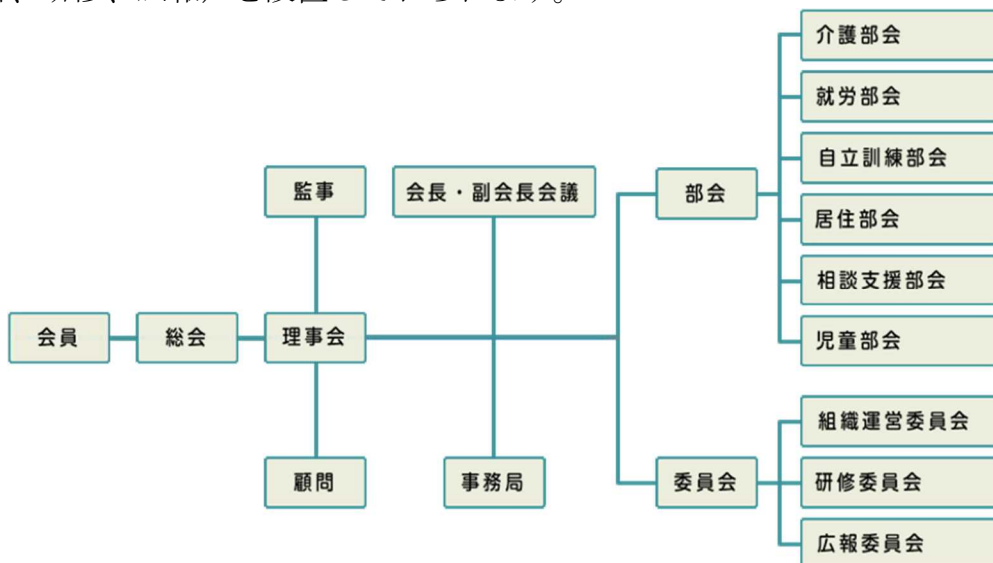 介護部会
就労部会
自立訓練部会
監事
会長・副会長会議
部会
居住部会
相談支援部会
会員
総会
理事会
児童部会
組織運営委員会
顧問
事務局
委員会
研修委員会
広報委員会